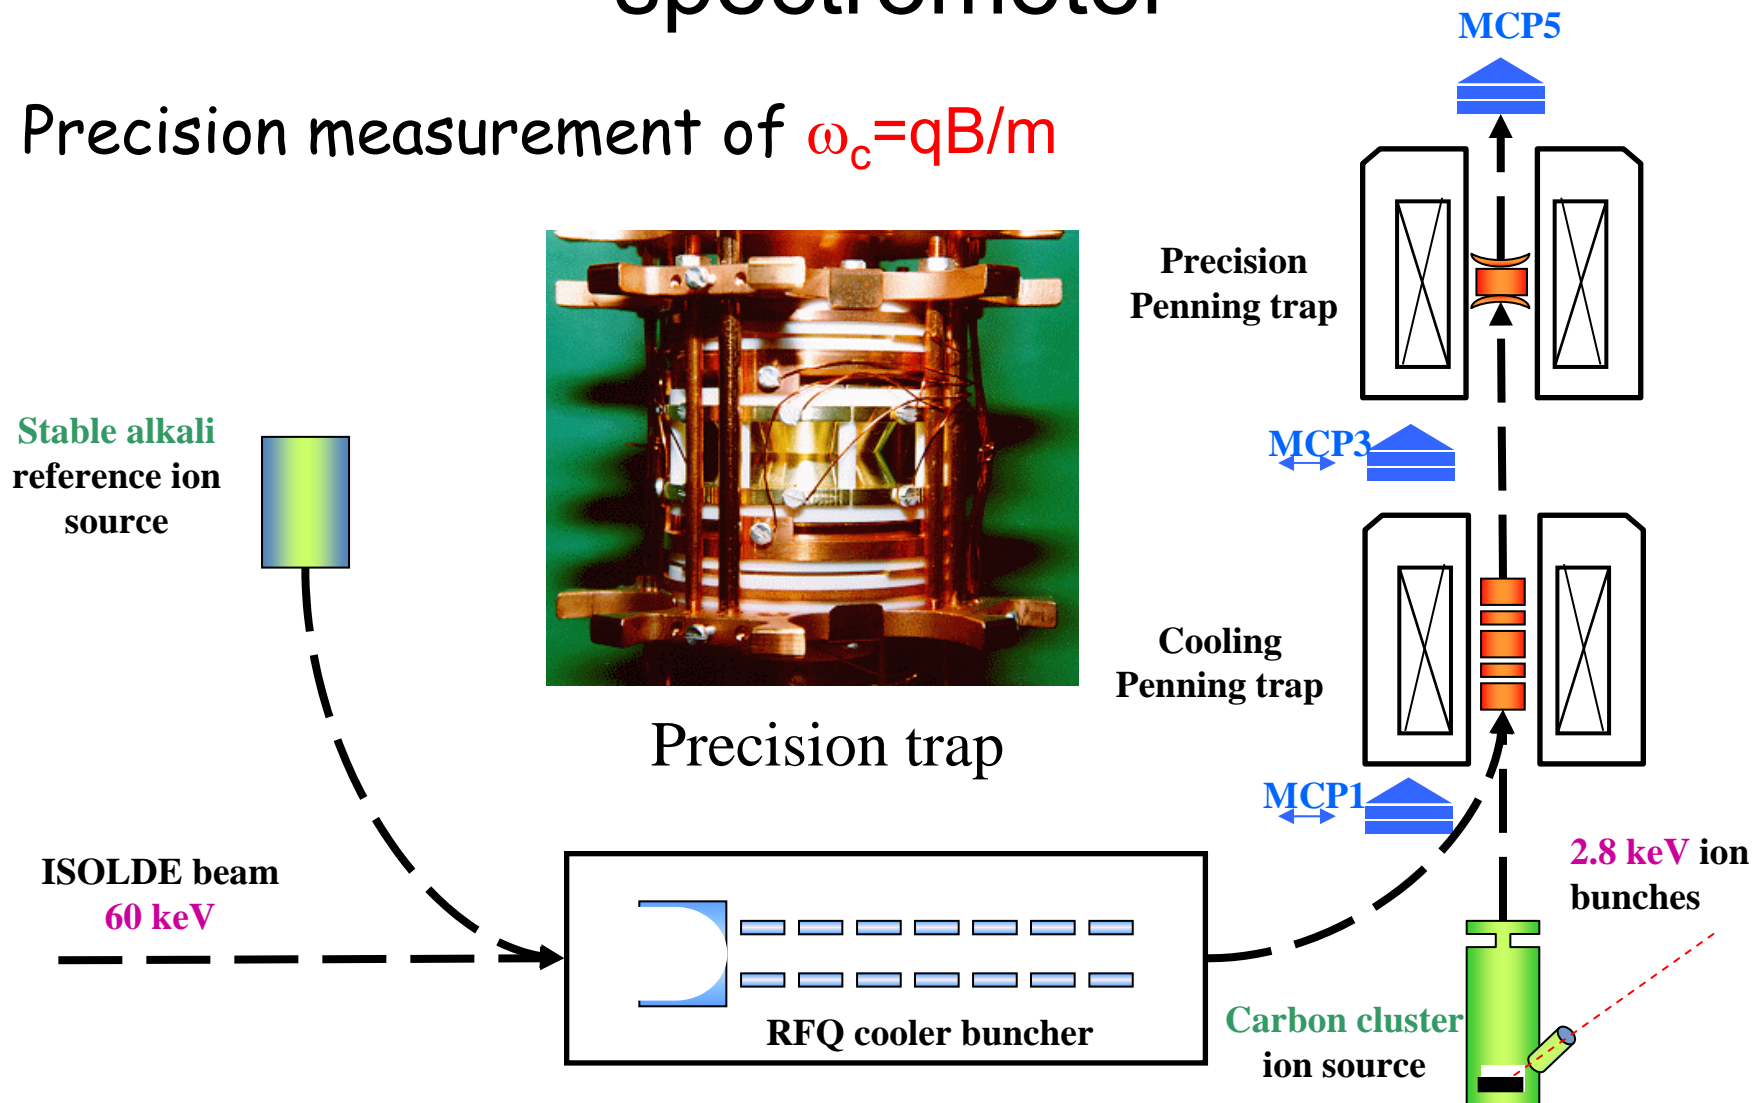 spectrometer
MCP5
Precision measurement of ωc=qB/m
Precision
Penning trap
Stable alkali
reference ion
source
MCP3
Cooling
Penning trap
Precision trap
MCP1
ISOLDE beam
60 keV
2.8 keV ion
bunches
RFQ cooler buncher
Carbon cluster
ion source